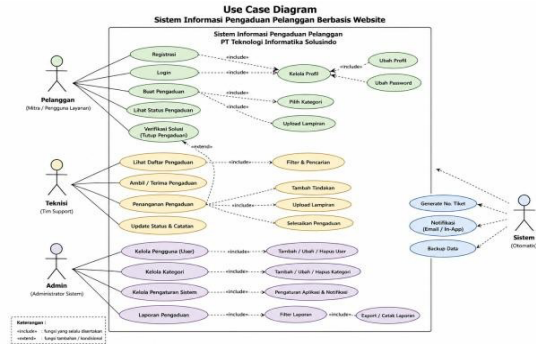 Use Case Diagram
Sistem Informasi Pengaduan Pelanggan Berbasis Website
Sistem Informasi Pengaduan Pelanggan
PT Teknologi Informatika Solusindo
Registrasi
«include»
Ubah Profil
Login
«include»
Kelola Profil
«include»
Ubah Password
Buat Pengaduan
«include»
Pilih Kategori
«include»
Lihat Status Pengaduan
Upload Lampiran
Verifikasi Solusi
(Tutup Pengaduan)
Pelanggan
(Mitra / Pengguna Layanan)
«extend»
Lihat Daftar Pengaduan
«include»
Filter & Pencarian
Ambil / Terima Pengaduan
Tambah Tindakan
Penanganan Pengaduan
«include»
Upload Lampiran
Update Status & Catatan
Selesaikan Pengaduan
Teknisi
(Tim Support)
Generate No. Tiket
Notifikasi
(Email / In-App)
Backup Data
Sistem
(Otomatis)
Kelola Pengguna (User)
«include»
Tambah / Ubah / Hapus User
Kelola Kategori
«include»
Tambah / Ubah / Hapus Kategori
Kelola Pengaturan Sistem
«include»
Pengaturan Aplikasi & Notifikasi
Laporan Pengaduan
«include»
Filter Laporan
Export / Cetak Laporan
Admin
(Administrator Sistem)
Keterangan :
«include» : fungsi yang selalu disertakan
«extend» : fungsi tambahan / kondisional